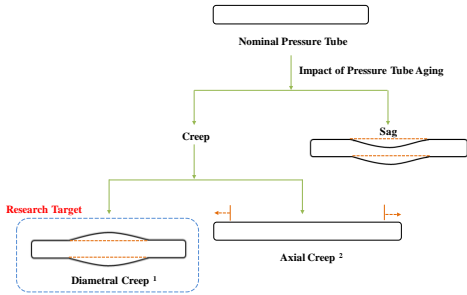 Nominal Pressure Tube
Impact of Pressure Tube Aging
Creep
Sag
Research Target
Diametral Creep 1
Axial Creep 2